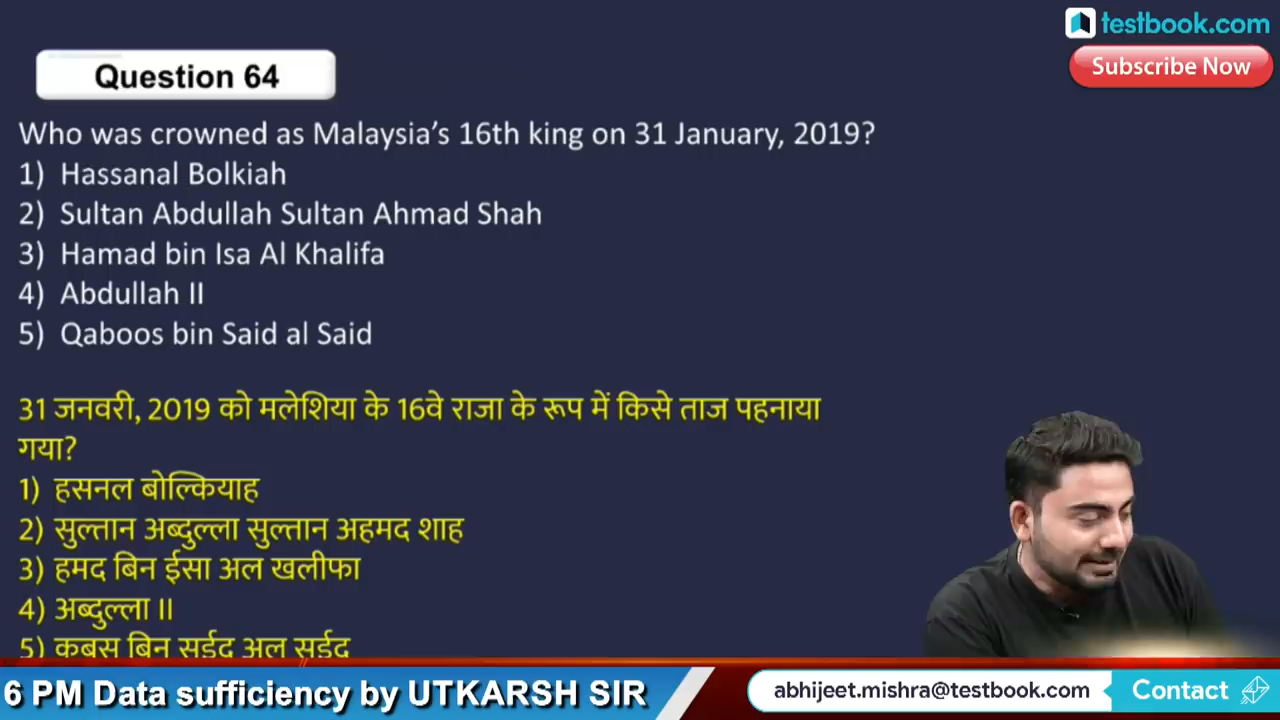 testbook.com
Subscribe Now
Question 64
Who was crowned as Malaysia’s 16th king on 31 January, 2019?
1) Hassanal Bolkiah
2) Sultan Abdullah Sultan Ahmad Shah
3) Hamad bin Isa Al Khalifa
4) Abdullah II
5) Qaboos bin Said al Said
31 जनवरी, 2019 को मलेशिया के 16वे राजा के रूप में किसे ताज पहनाया
गया?
1) हसनल बोल्कियाह
2) सुल्तान अब्दुल्ला सुल्तान अहमद शाह
3) हमद बिन ईसा अल खलीफा
4) अब्दुल्ला II
5) कबूस बिन सईद अल सईद
6 PM Data sufficiency by UTKARSH SIR
abhijeet.mishra@testbook.com
Contact